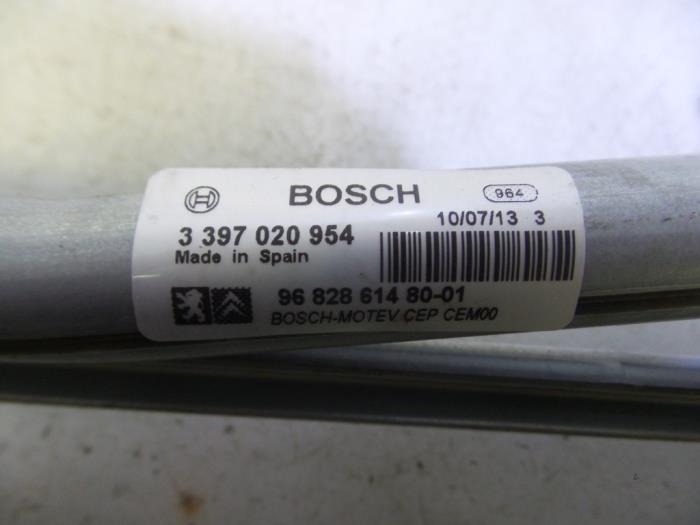 BOSCH
964
3 397 020 954
10/07/13 3
Made in Spain
96 828 614 80-01
BOSCH-MOTEV CEP CEM00